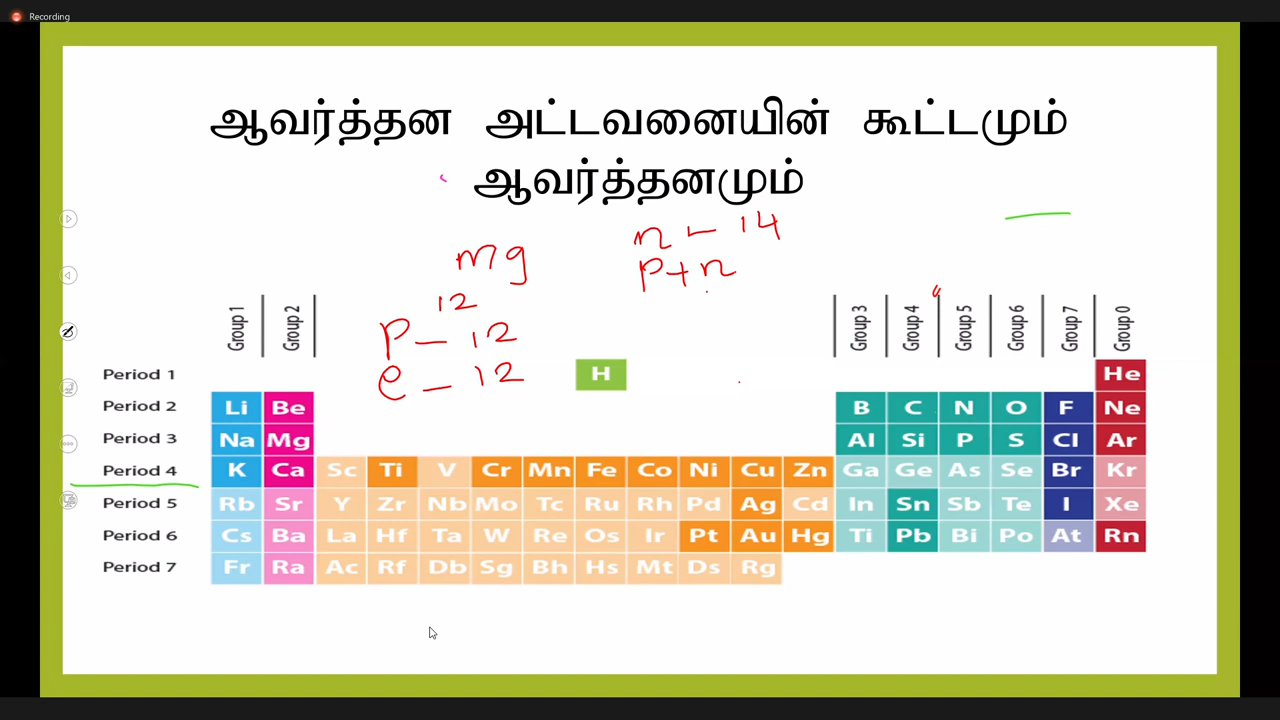 Recording
ஆவர்த்தன அட்டவணையின் கூட்டமும்
ஆவர்த்தனமும்
mg
12
P - 12
e - 12
n - 14
P + n
Group 1 Group 2 Group 3 Group 4 Group 5 Group 6 Group 7 Group 0
Period 1 H He
Period 2 Li Be B C N O F Ne
Period 3 Na Mg Al Si P S Cl Ar
Period 4 K Ca Sc Ti V Cr Mn Fe Co Ni Cu Zn Ga Ge As Se Br Kr
Period 5 Rb Sr Y Zr Nb Mo Tc Ru Rh Pd Ag Cd In Sn Sb Te I Xe
Period 6 Cs Ba La Hf Ta W Re Os Ir Pt Au Hg Ti Pb Bi Po At Rn
Period 7 Fr Ra Ac Rf Db Sg Bh Hs Mt Ds Rg